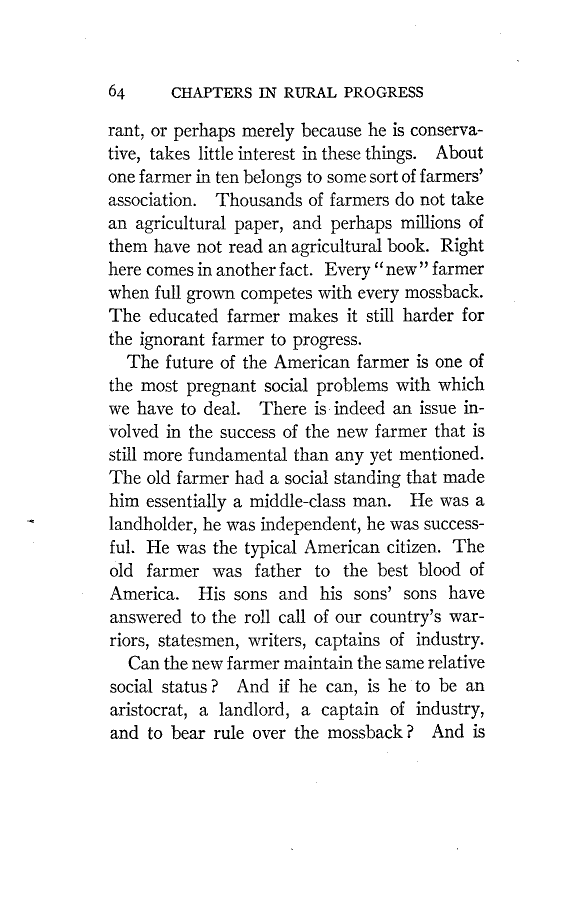 64 CHAPTERS IN RURAL PROGRESS
rant, or perhaps merely because he is conserva-
tive, takes little interest in these things. About
one farmer in ten belongs to some sort of farmers'
association. Thousands of farmers do not take
an agricultural paper, and perhaps millions of
them have not read an agricultural book. Right
here comes in another fact. Every "new" farmer
when full grown competes with every mossback.
The educated farmer makes it still harder for
the ignorant farmer to progress.
The future of the American farmer is one of
the most pregnant social problems with which
we have to deal. There is indeed an issue in-
volved in the success of the new farmer that is
still more fundamental than any yet mentioned.
The old farmer had a social standing that made
him essentially a middle-class man. He was a
landholder, he was independent, he was success-
ful. He was the typical American citizen. The
old farmer was father to the best blood of
America. His sons and his sons' sons have
answered to the roll call of our country's war-
riors, statesmen, writers, captains of industry.
Can the new farmer maintain the same relative
social status? And if he can, is he to be an
aristocrat, a landlord, a captain of industry,
and to bear rule over the mossback? And is